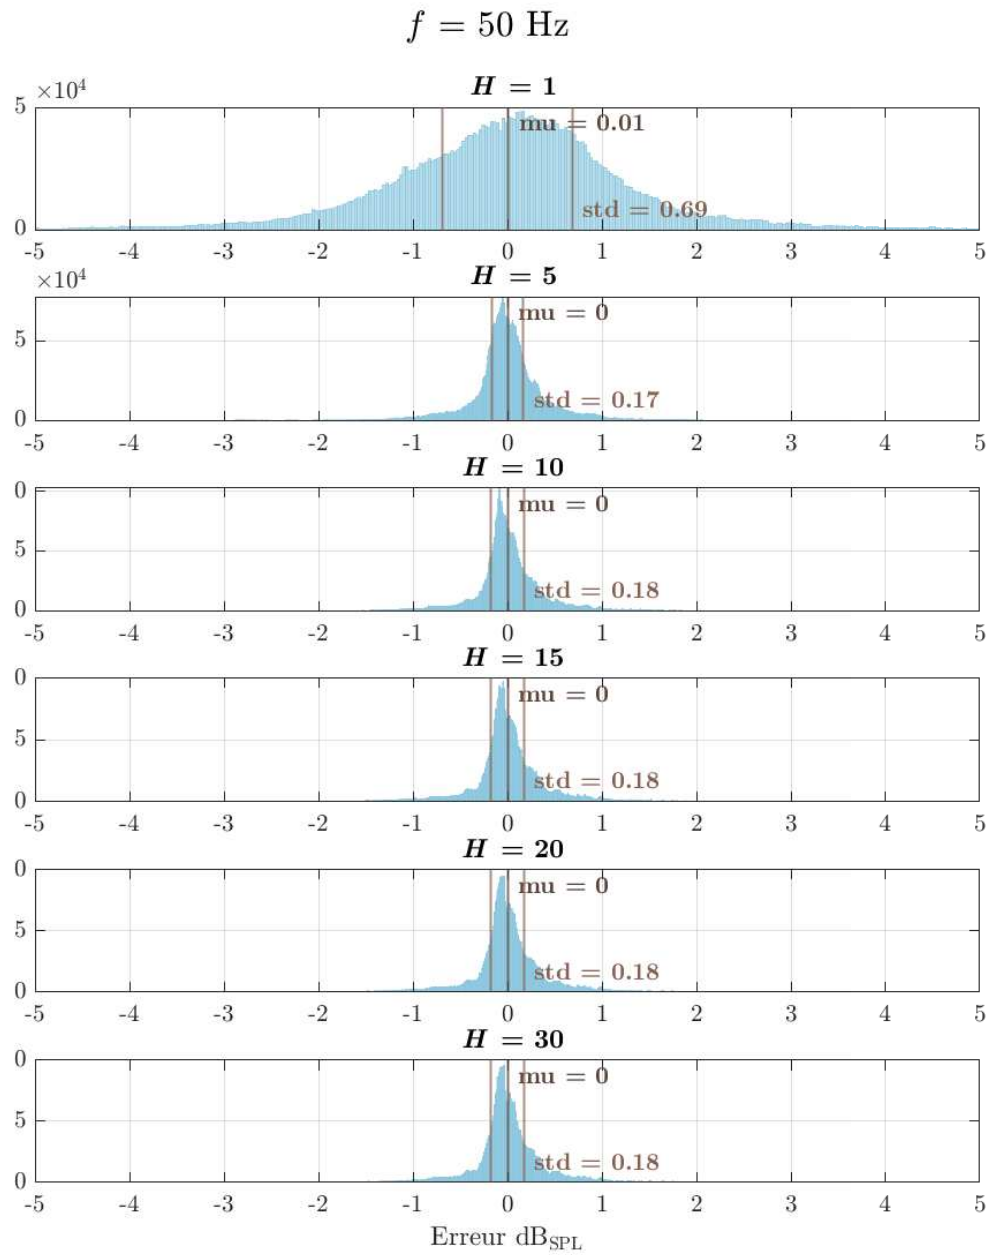 f = 50 Hz
H = 1
×10⁴
5
mu = 0.01
std = 0.69
0
-5 -4 -3 -2 -1 0 1 2 3 4 5
H = 5
×10⁴
mu = 0
5
std = 0.17
0
-5 -4 -3 -2 -1 0 1 2 3 4 5
H = 10
0
mu = 0
5
std = 0.18
0
-5 -4 -3 -2 -1 0 1 2 3 4 5
H = 15
0
mu = 0
5
std = 0.18
0
-5 -4 -3 -2 -1 0 1 2 3 4 5
H = 20
0
mu = 0
5
std = 0.18
0
-5 -4 -3 -2 -1 0 1 2 3 4 5
H = 30
0
mu = 0
5
std = 0.18
0
-5 -4 -3 -2 -1 0 1 2 3 4 5
Erreur dB_SPL